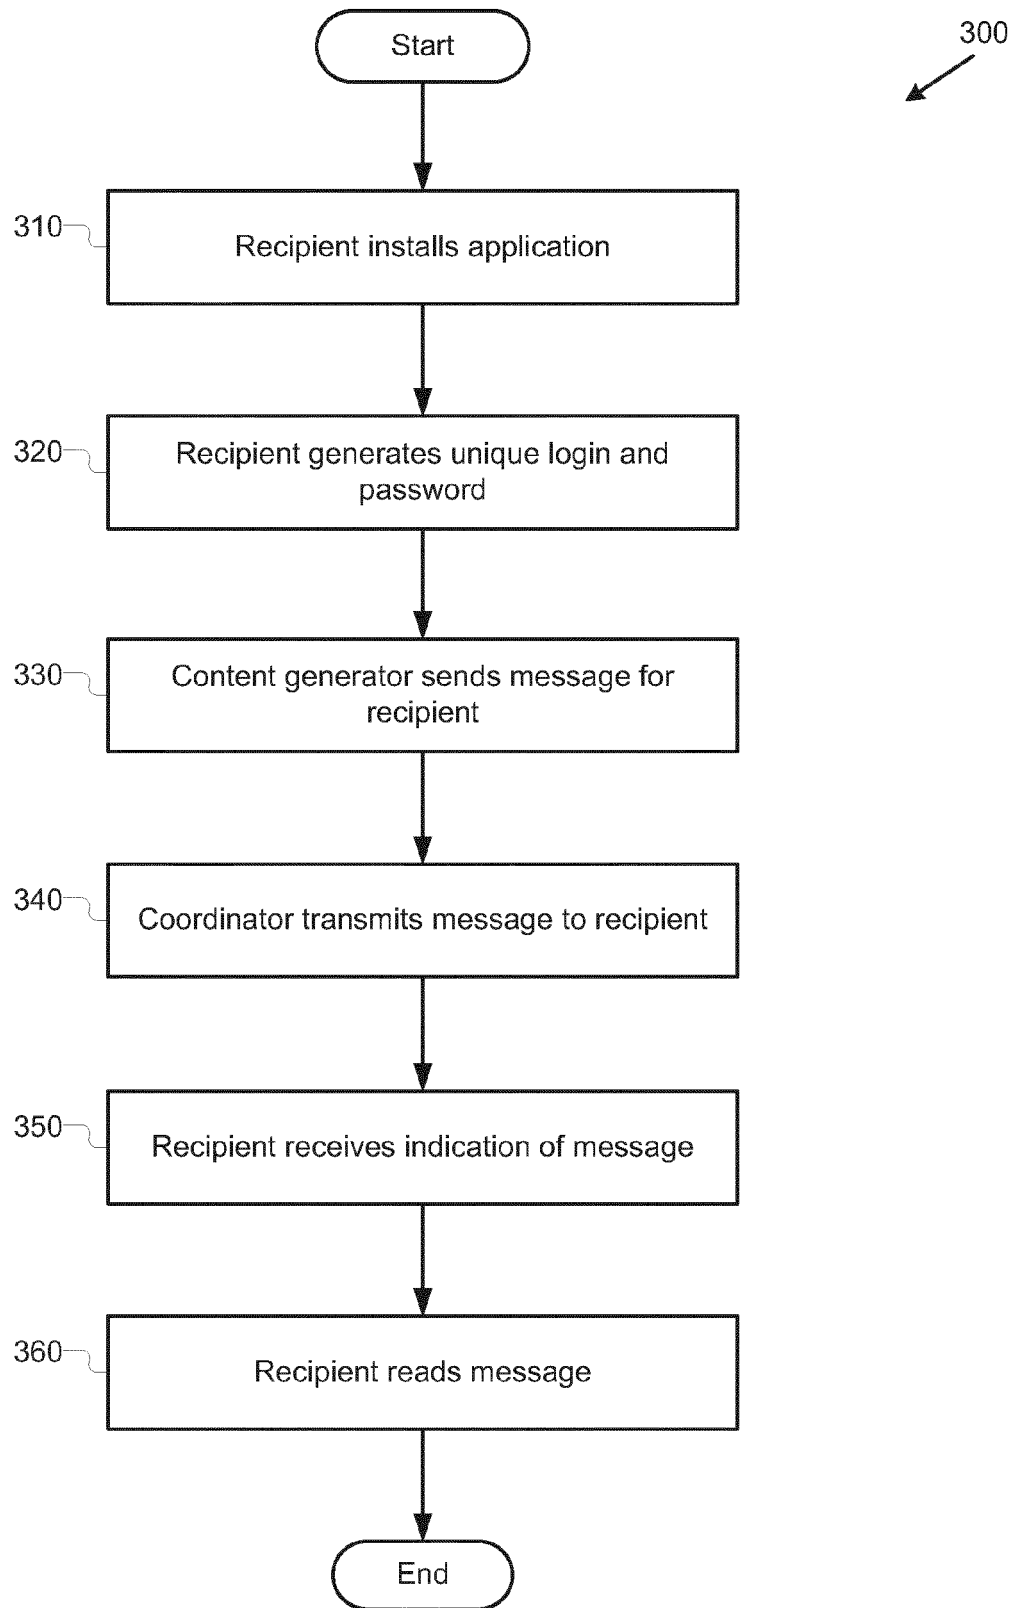 Start
300
310
Recipient installs application
320
Recipient generates unique login and
password
330
Content generator sends message for
recipient
340
Coordinator transmits message to recipient
350
Recipient receives indication of message
360
Recipient reads message
End